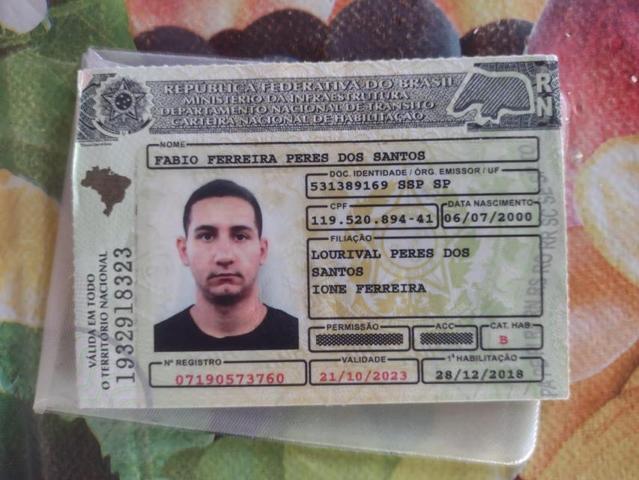 REPÚBLICA FEDERATIVA DO BRASIL
MINISTÉRIO DA INFRAESTRUTURA
DEPARTAMENTO NACIONAL DE TRÂNSITO
CARTEIRA NACIONAL DE HABILITAÇÃO
RN
NOME
FABIO FERREIRA PERES DOS SANTOS
DOC. IDENTIDADE / ÓRG. EMISSOR / UF
531389169 SSP SP
CPF
119.520.894-41
DATA NASCIMENTO
06/07/2000
FILIAÇÃO
LOURIVAL PERES DOS
SANTOS
IONE FERREIRA
PERMISSÃO
ACC
CAT. HAB.
B
Nº REGISTRO
07190573760
VALIDADE
21/10/2023
1ª HABILITAÇÃO
28/12/2018
VÁLIDA EM TODO
O TERRITÓRIO NACIONAL
1932918323